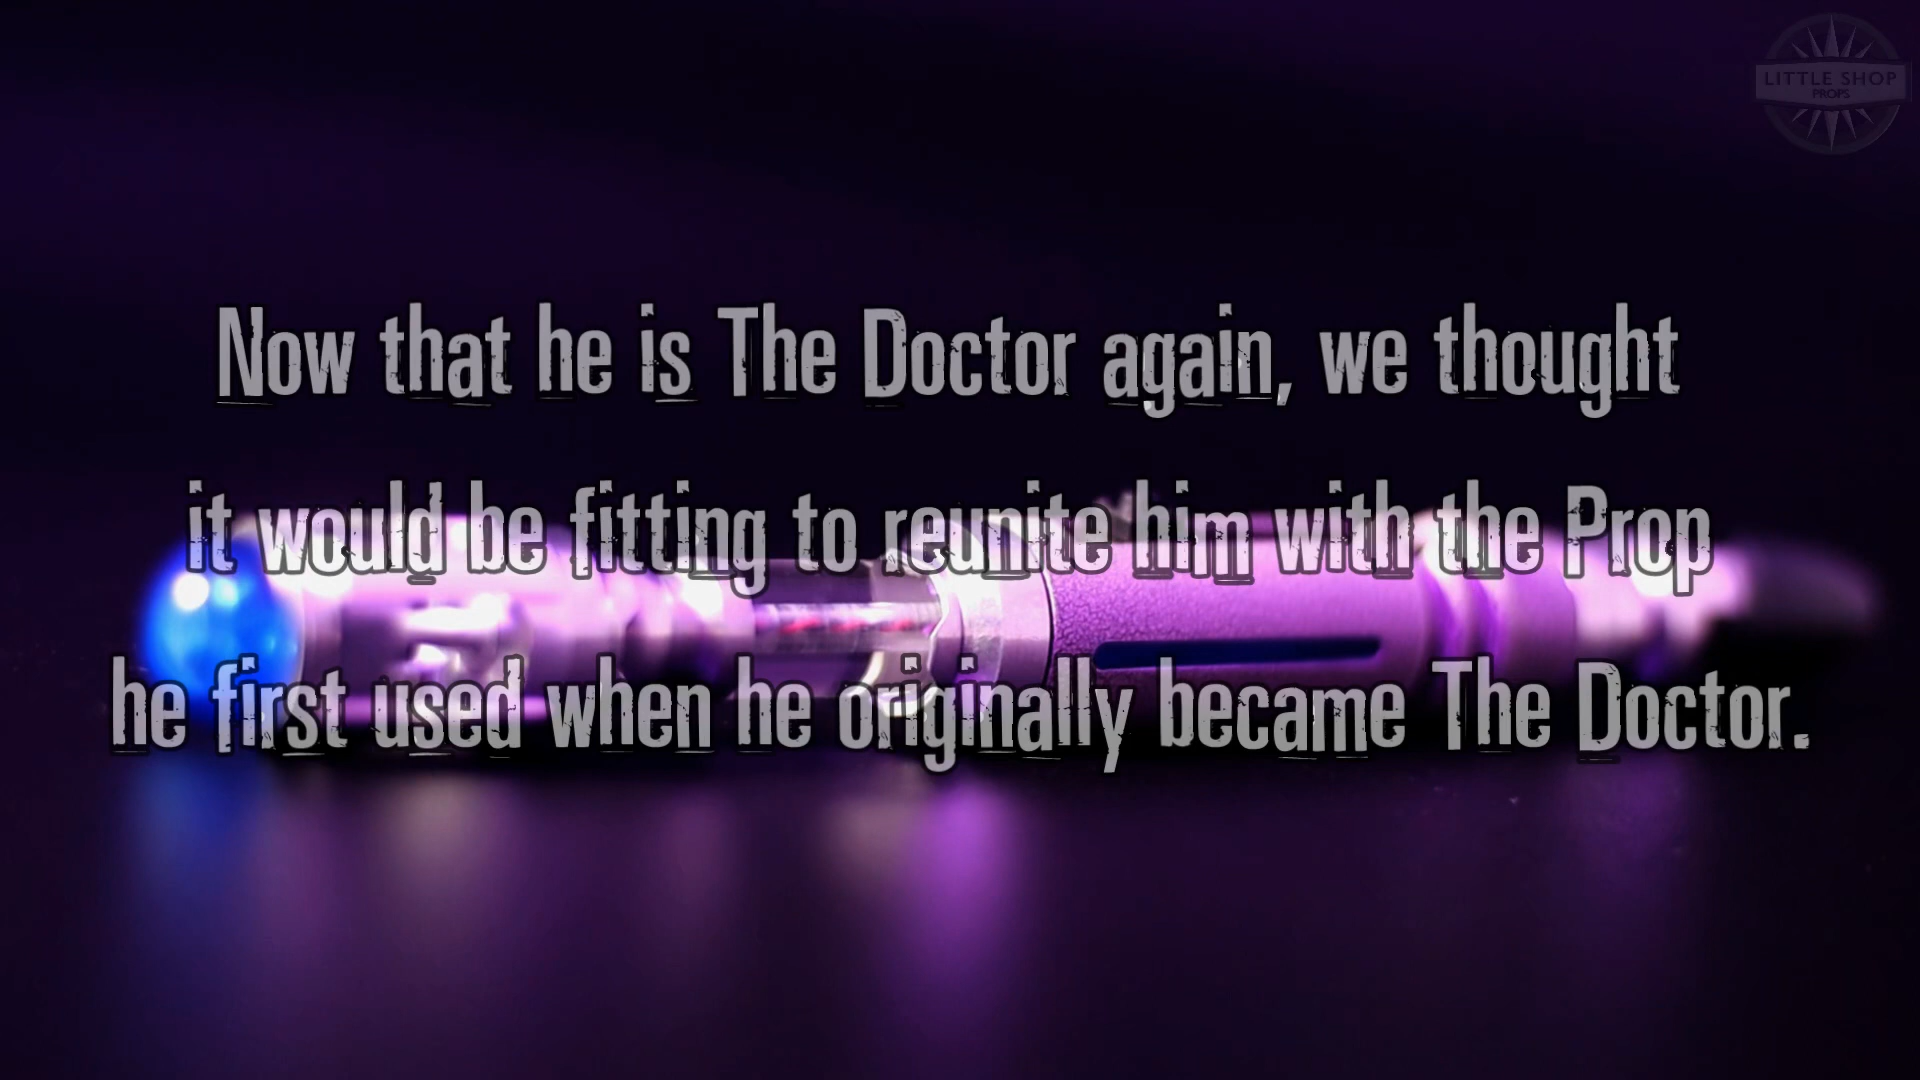 LITTLE SHOP
PROPS
Now that he is The Doctor again, we thought
it would be fitting to reunite him with the Prop
he first used when he originally became The Doctor.